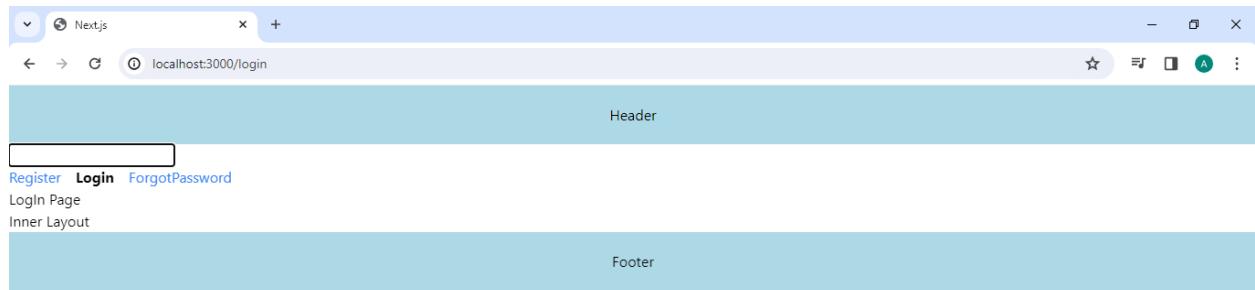 Next.js
localhost:3000/login
A
Header
Register Login ForgotPassword
LogIn Page
Inner Layout
Footer